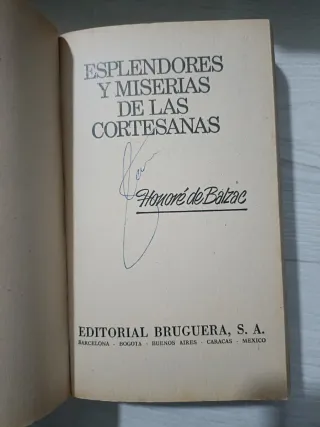 ESPLENDORES
Y MISERIAS
DE LAS
CORTESANAS
Honoré de Balzac
EDITORIAL BRUGUERA, S. A.
BARCELONA - BOGOTA - BUENOS AIRES - CARACAS - MEXICO